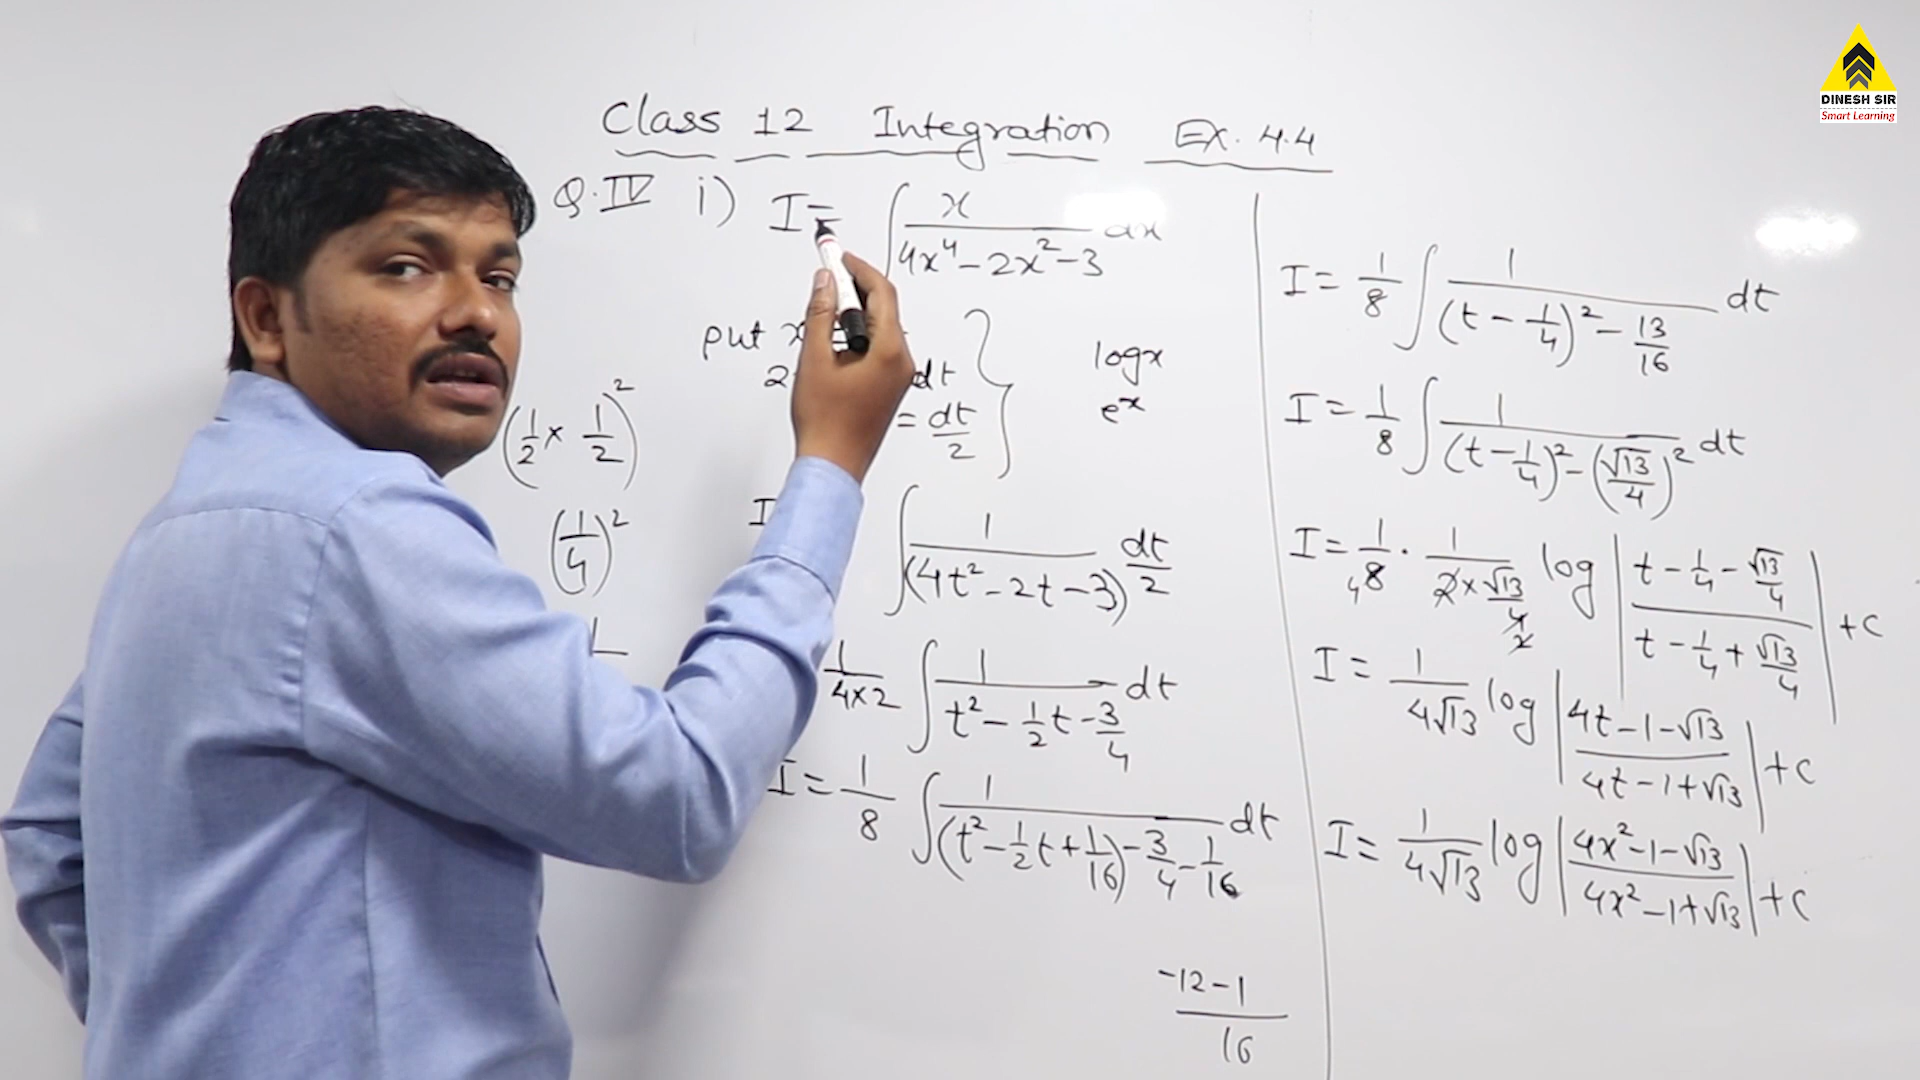 DINESH SIR
Smart Learning
Class 12 Integration Ex. 4.4
Q.IV i) I = ∫ x/(4x⁴ - 2x² - 3) dx
put x
2 dt
= dt/2
log x
eˣ
(1/2 × 1/2)²
(1/4)²
1
I ∫ 1/(4t² - 2t - 3) dt/2
1/(4×2) ∫ 1/(t² - 1/2 t - 3/4) dt
I = 1/8 ∫ 1/((t² - 1/2 t + 1/16) - 3/4 - 1/16) dt
(-12 - 1)/16
I = 1/8 ∫ 1/((t - 1/4)² - 13/16) dt
I = 1/8 ∫ 1/((t - 1/4)² - (√13/4)²) dt
I = 1/8 · 1/(2 × √13/4) log |(t - 1/4 - √13/4)/(t - 1/4 + √13/4)| + c
I = 1/(4√13) log |(4t - 1 - √13)/(4t - 1 + √13)| + c
I = 1/(4√13) log |(4x² - 1 - √13)/(4x² - 1 + √13)| + c